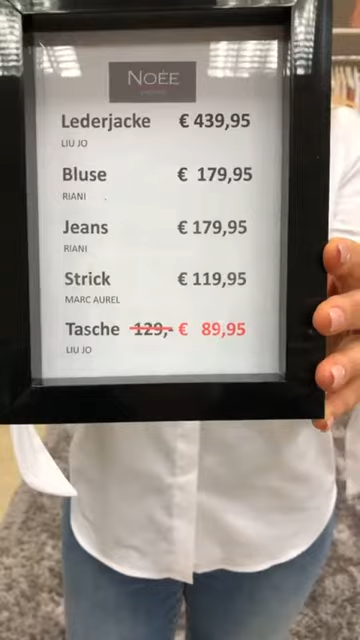 NOÉE
Lederjacke € 439,95
LIU JO
Bluse € 179,95
RIANI
Jeans € 179,95
RIANI
Strick € 119,95
MARC AUREL
Tasche 129,- € 89,95
LIU JO